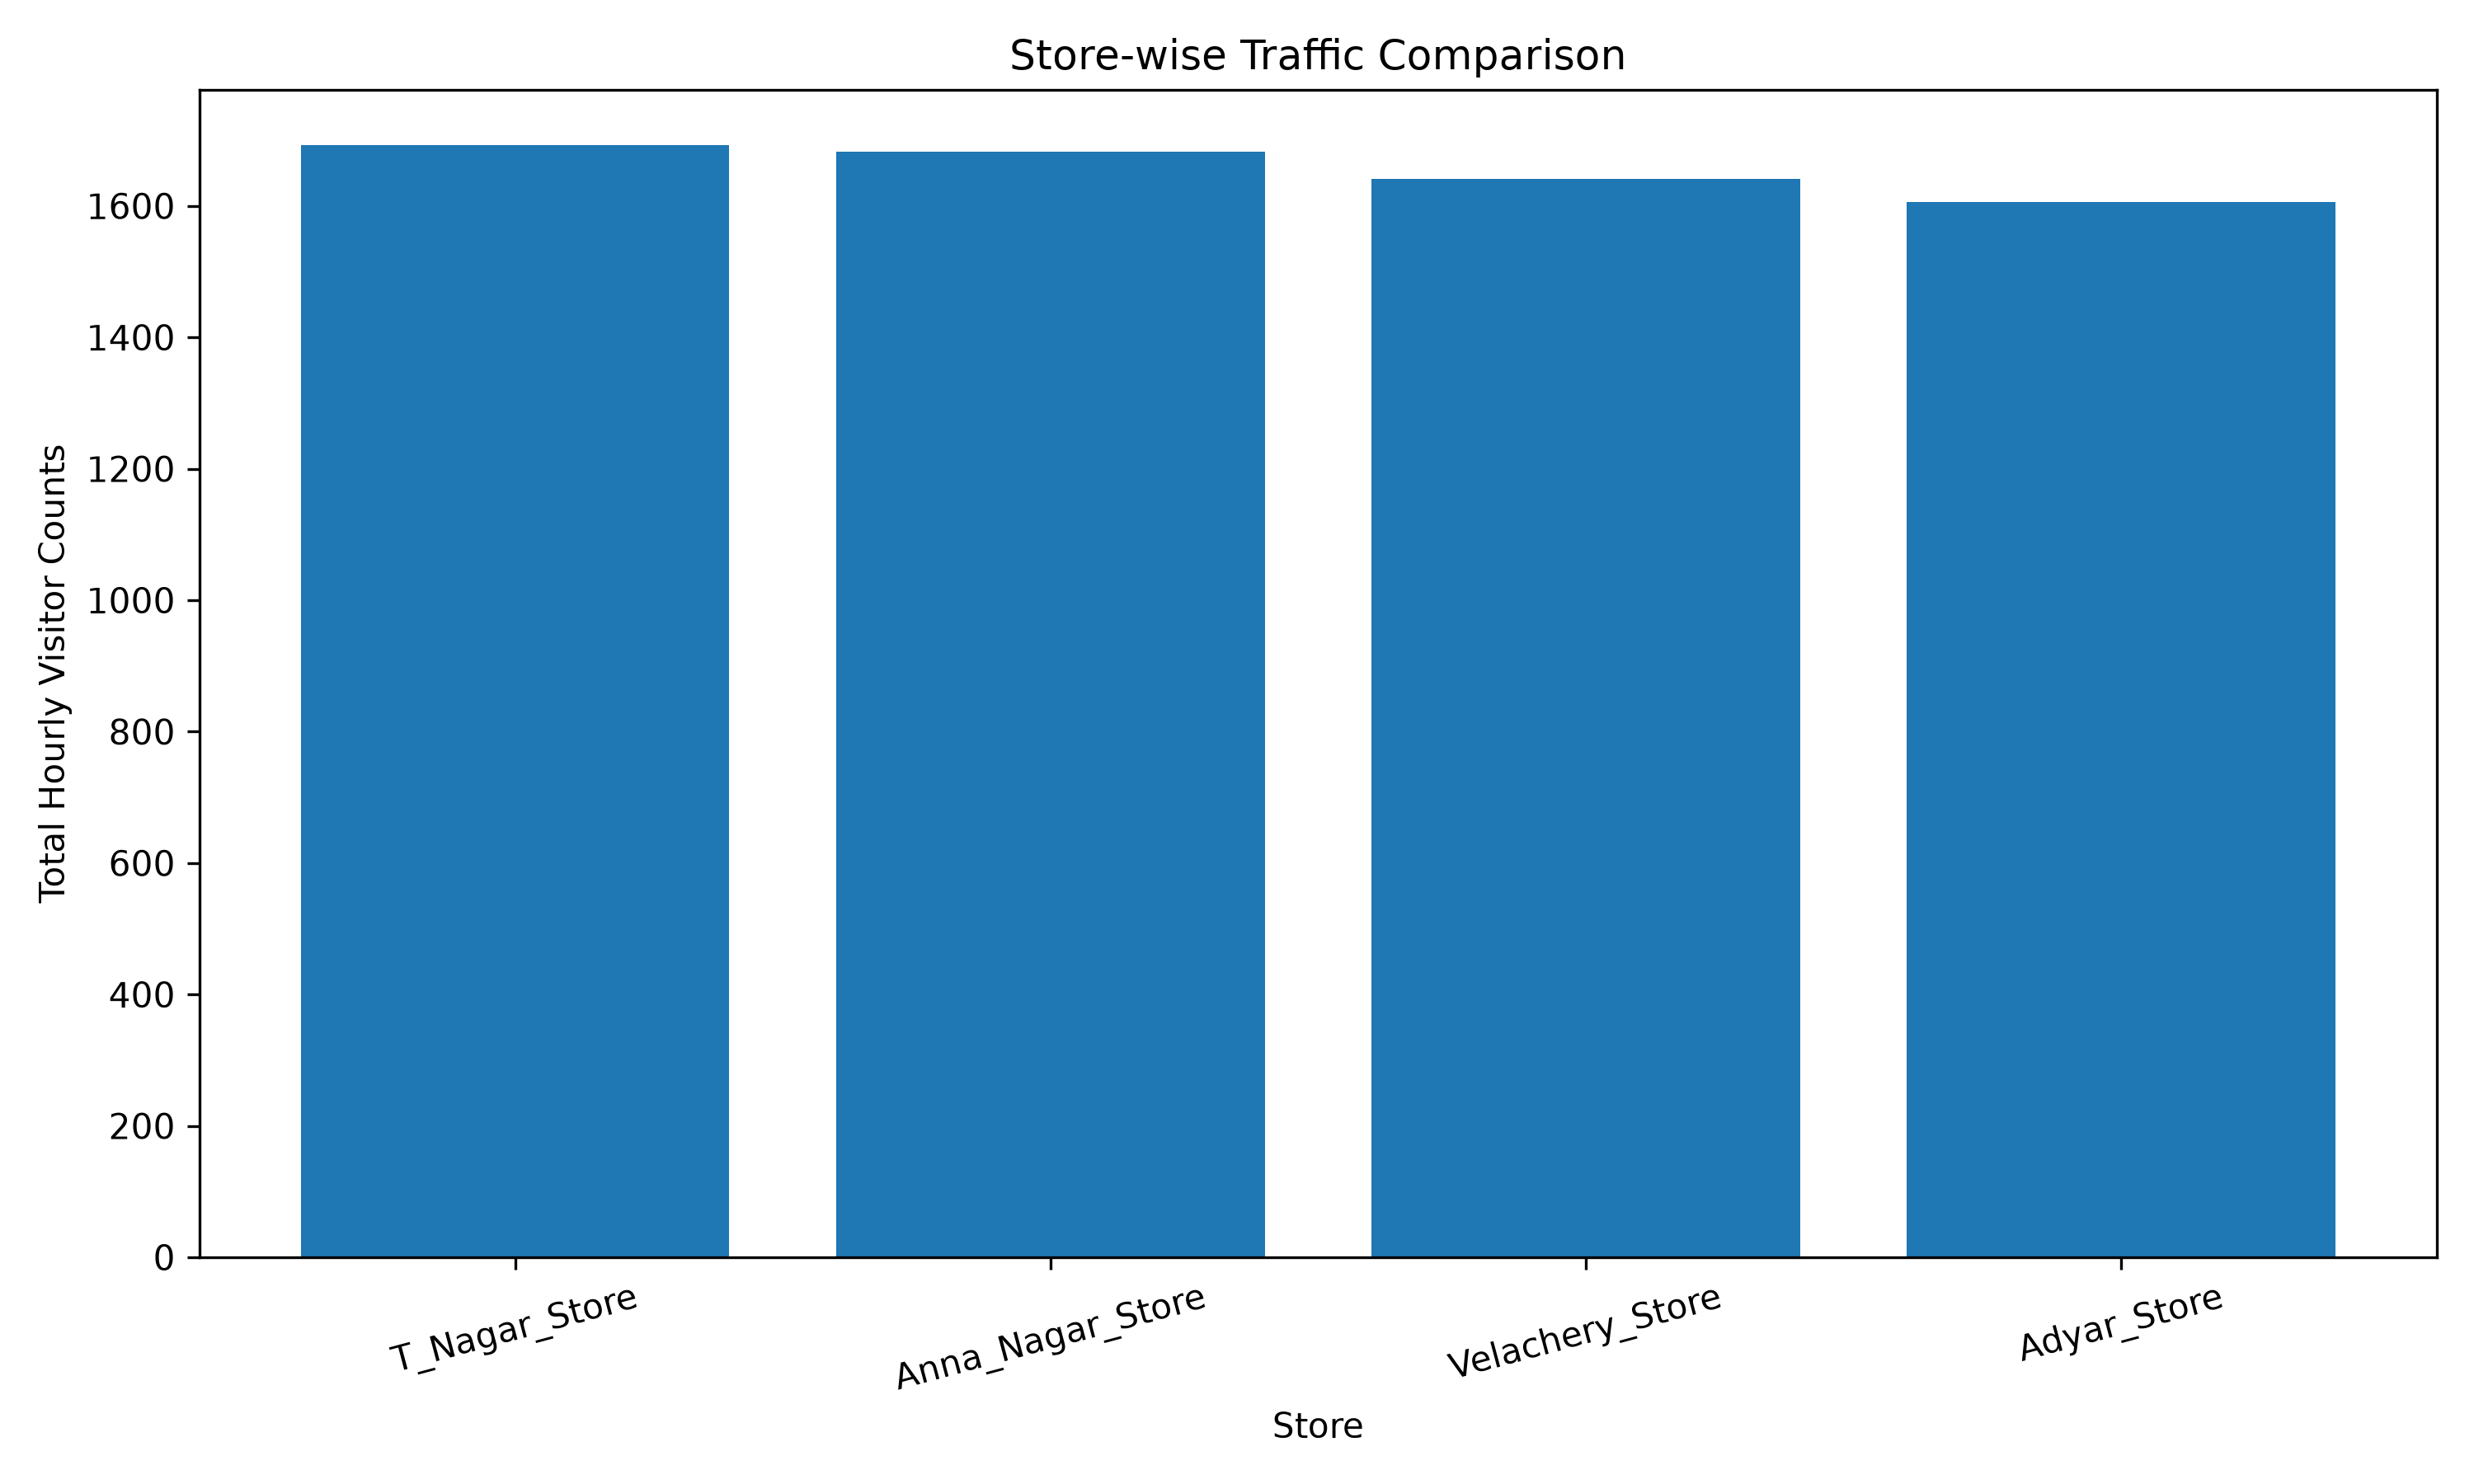 Store-wise Traffic Comparison
Total Hourly Visitor Counts
1600
1400
1200
1000
800
600
400
200
0
T_Nagar_Store
Anna_Nagar_Store
Velachery_Store
Adyar_Store
Store